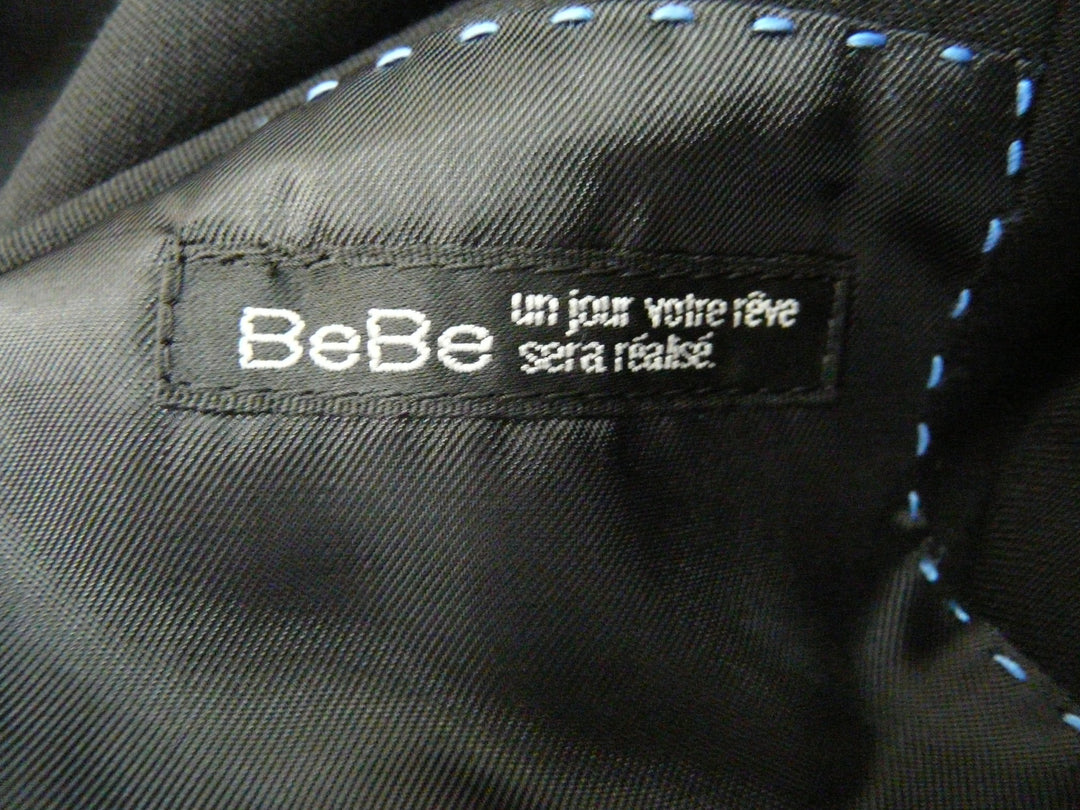 BeBe
un jour votre rêve
sera réalisé.